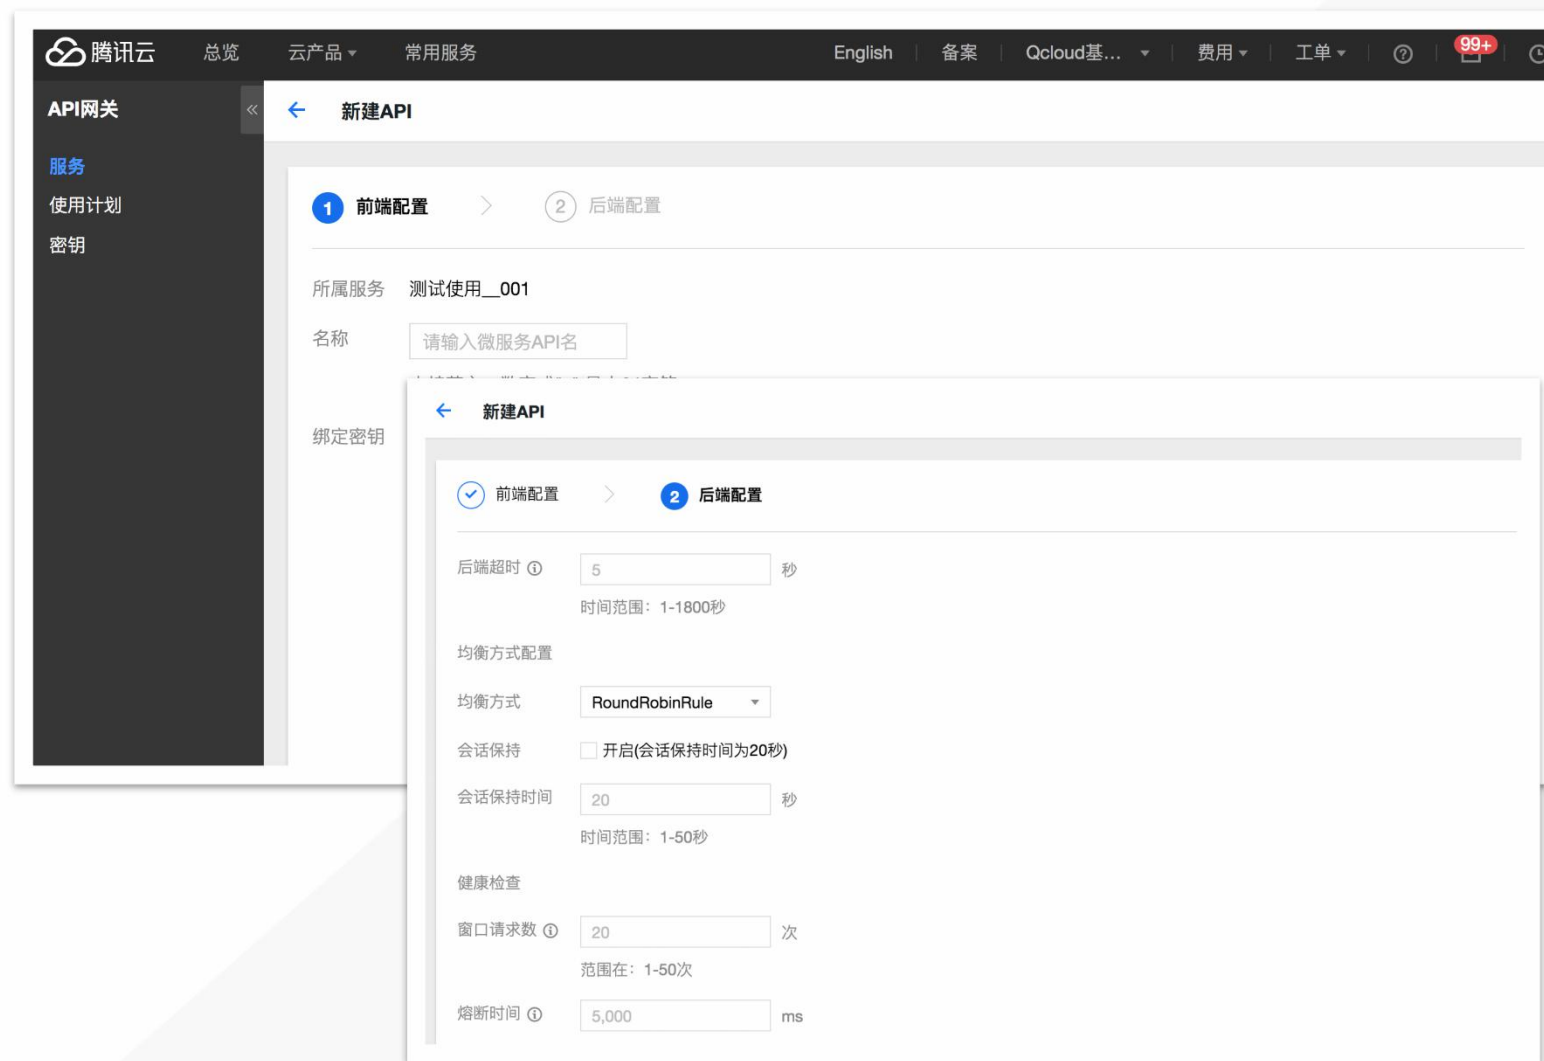 腾讯云 总览 云产品 常用服务 English 备案 Qcloud基... 费用 工单 99+
API网关
新建API
服务
使用计划
密钥
1 前端配置 2 后端配置
所属服务 测试使用__001
名称 请输入微服务API名
绑定密钥
新建API
前端配置 2 后端配置
后端超时 5 秒
时间范围：1-1800秒
均衡方式配置
均衡方式 RoundRobinRule
会话保持 开启(会话保持时间为20秒)
会话保持时间 20 秒
时间范围：1-50秒
健康检查
窗口请求数 20 次
范围在：1-50次
熔断时间 5,000 ms